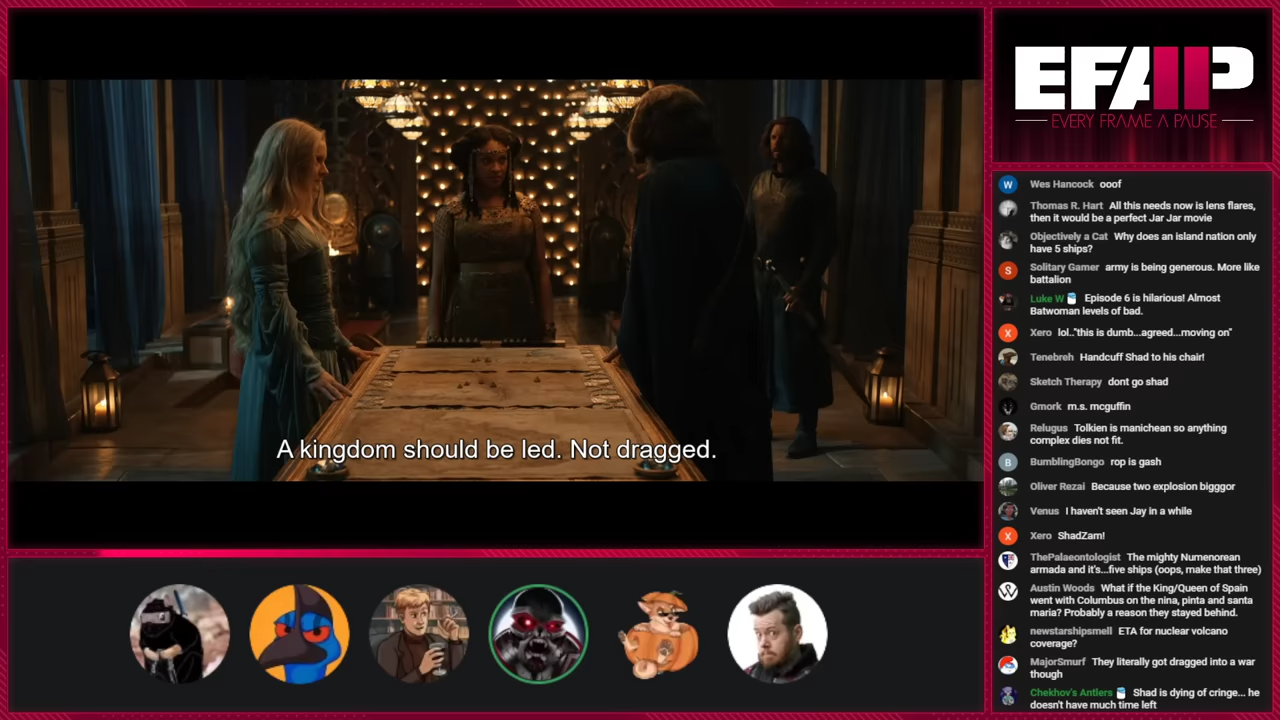 A kingdom should be led. Not dragged.
EFAP
EVERY FRAME A PAUSE
W
Wes Hancock ooof
Thomas R. Hart All this needs now is lens flares,
then it would be a perfect Jar Jar movie
Objectively a Cat Why does an island nation only
have 5 ships?
S
Solitary Gamer army is being generous. More like
battalion
Luke W Episode 6 is hilarious! Almost
Batwoman levels of bad.
X
Xero lol.."this is dumb...agreed...moving on"
Tenebreh Handcuff Shad to his chair!
Sketch Therapy dont go shad
Gmork m.s. mcguffin
Relugus Tolkien is manichean so anything
complex dies not fit.
B
BumblingBongo rop is gash
Oliver Rezai Because two explosion bigggor
Venus I haven't seen Jay in a while
X
Xero ShadZam!
ThePalaeontologist The mighty Numenorean
armada and it's...five ships (oops, make that three)
Austin Woods What if the King/Queen of Spain
went with Columbus on the nina, pinta and santa
maria? Probably a reason they stayed behind.
newstarshipsmell ETA for nuclear volcano
coverage?
MajorSmurf They literally got dragged into a war
though
Chekhov's Antlers Shad is dying of cringe... he
doesn't have much time left